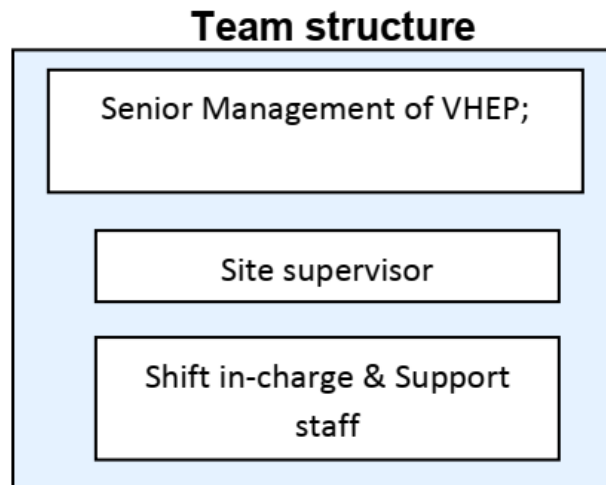 Team structure
Senior Management of VHEP;
Site supervisor
Shift in-charge & Support
staff